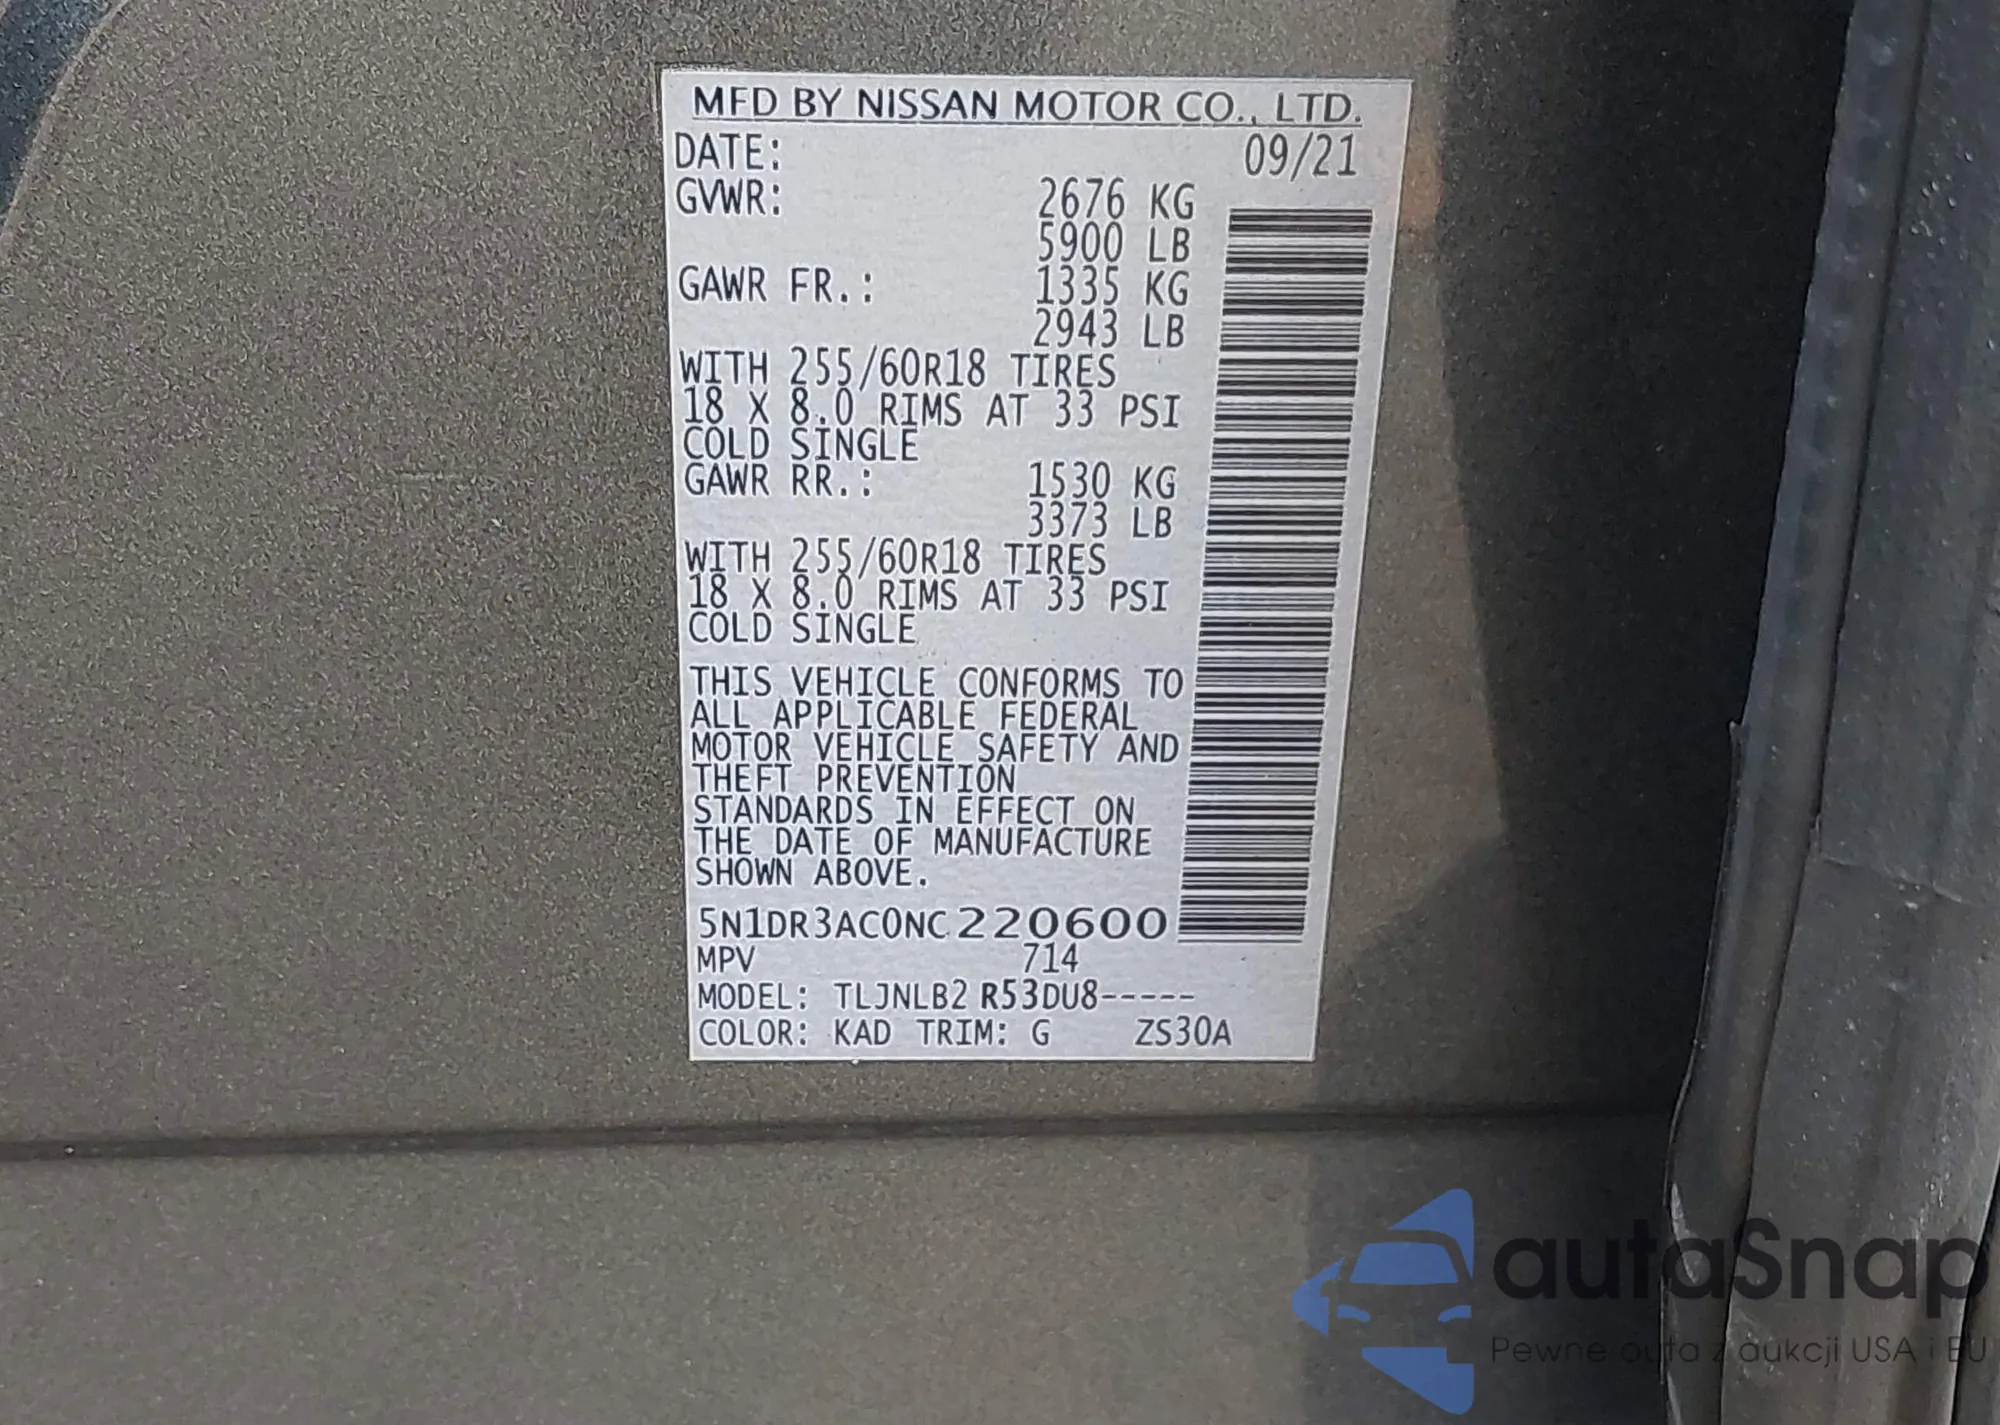 MFD BY NISSAN MOTOR CO., LTD.
DATE: 09/21
GVWR: 2676 KG
5900 LB
GAWR FR.: 1335 KG
2943 LB
WITH 255/60R18 TIRES
18 X 8.0 RIMS AT 33 PSI
COLD SINGLE
GAWR RR.: 1530 KG
3373 LB
WITH 255/60R18 TIRES
18 X 8.0 RIMS AT 33 PSI
COLD SINGLE
THIS VEHICLE CONFORMS TO
ALL APPLICABLE FEDERAL
MOTOR VEHICLE SAFETY AND
THEFT PREVENTION
STANDARDS IN EFFECT ON
THE DATE OF MANUFACTURE
SHOWN ABOVE.
5N1DR3AC0NC220600
MPV 714
MODEL: TLJNLB2 R53DU8-----
COLOR: KAD TRIM: G ZS30A
autaSnap
Pewne auta z aukcji USA i EU